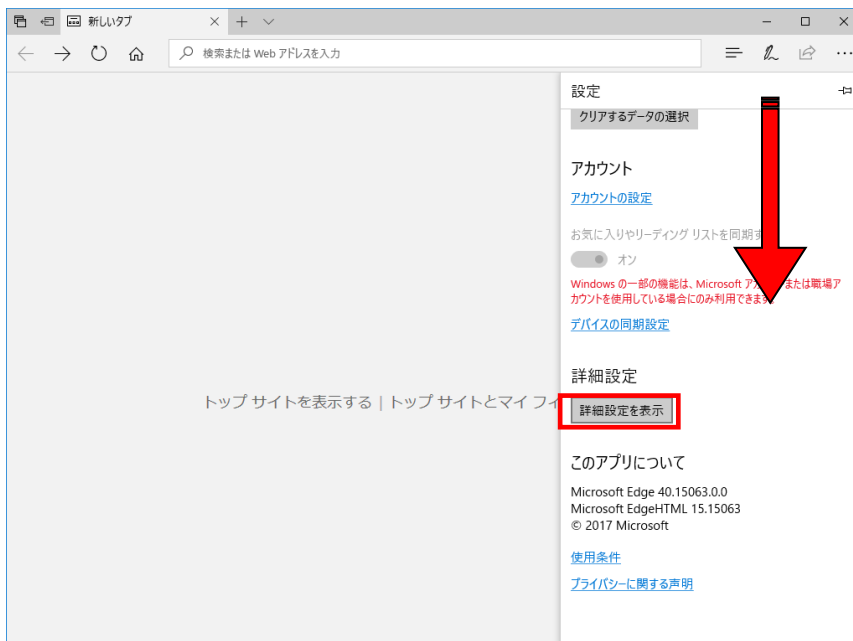 新しいタブ
検索または Web アドレスを入力
設定
クリアするデータの選択
アカウント
アカウントの設定
お気に入りやリーディング リストを同期す
オン
Windows の一部の機能は、Microsoft ア または職場ア
カウントを使用している場合にのみ利用できます。
デバイスの同期設定
詳細設定
トップ サイトを表示する | トップ サイトとマイ フィ
詳細設定を表示
このアプリについて
Microsoft Edge 40.15063.0.0
Microsoft EdgeHTML 15.15063
© 2017 Microsoft
使用条件
プライバシーに関する声明